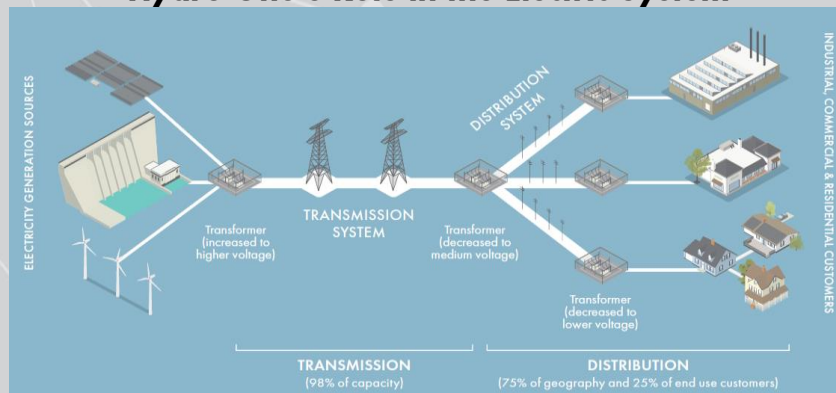 ELECTRICITY GENERATION SOURCES
Transformer
(increased to
higher voltage)
TRANSMISSION
SYSTEM
Transformer
(decreased to
medium voltage)
DISTRIBUTION
SYSTEM
Transformer
(decreased to
lower voltage)
INDUSTRIAL, COMMERCIAL & RESIDENTIAL CUSTOMERS
TRANSMISSION
(98% of capacity)
DISTRIBUTION
(75% of geography and 25% of end use customers)